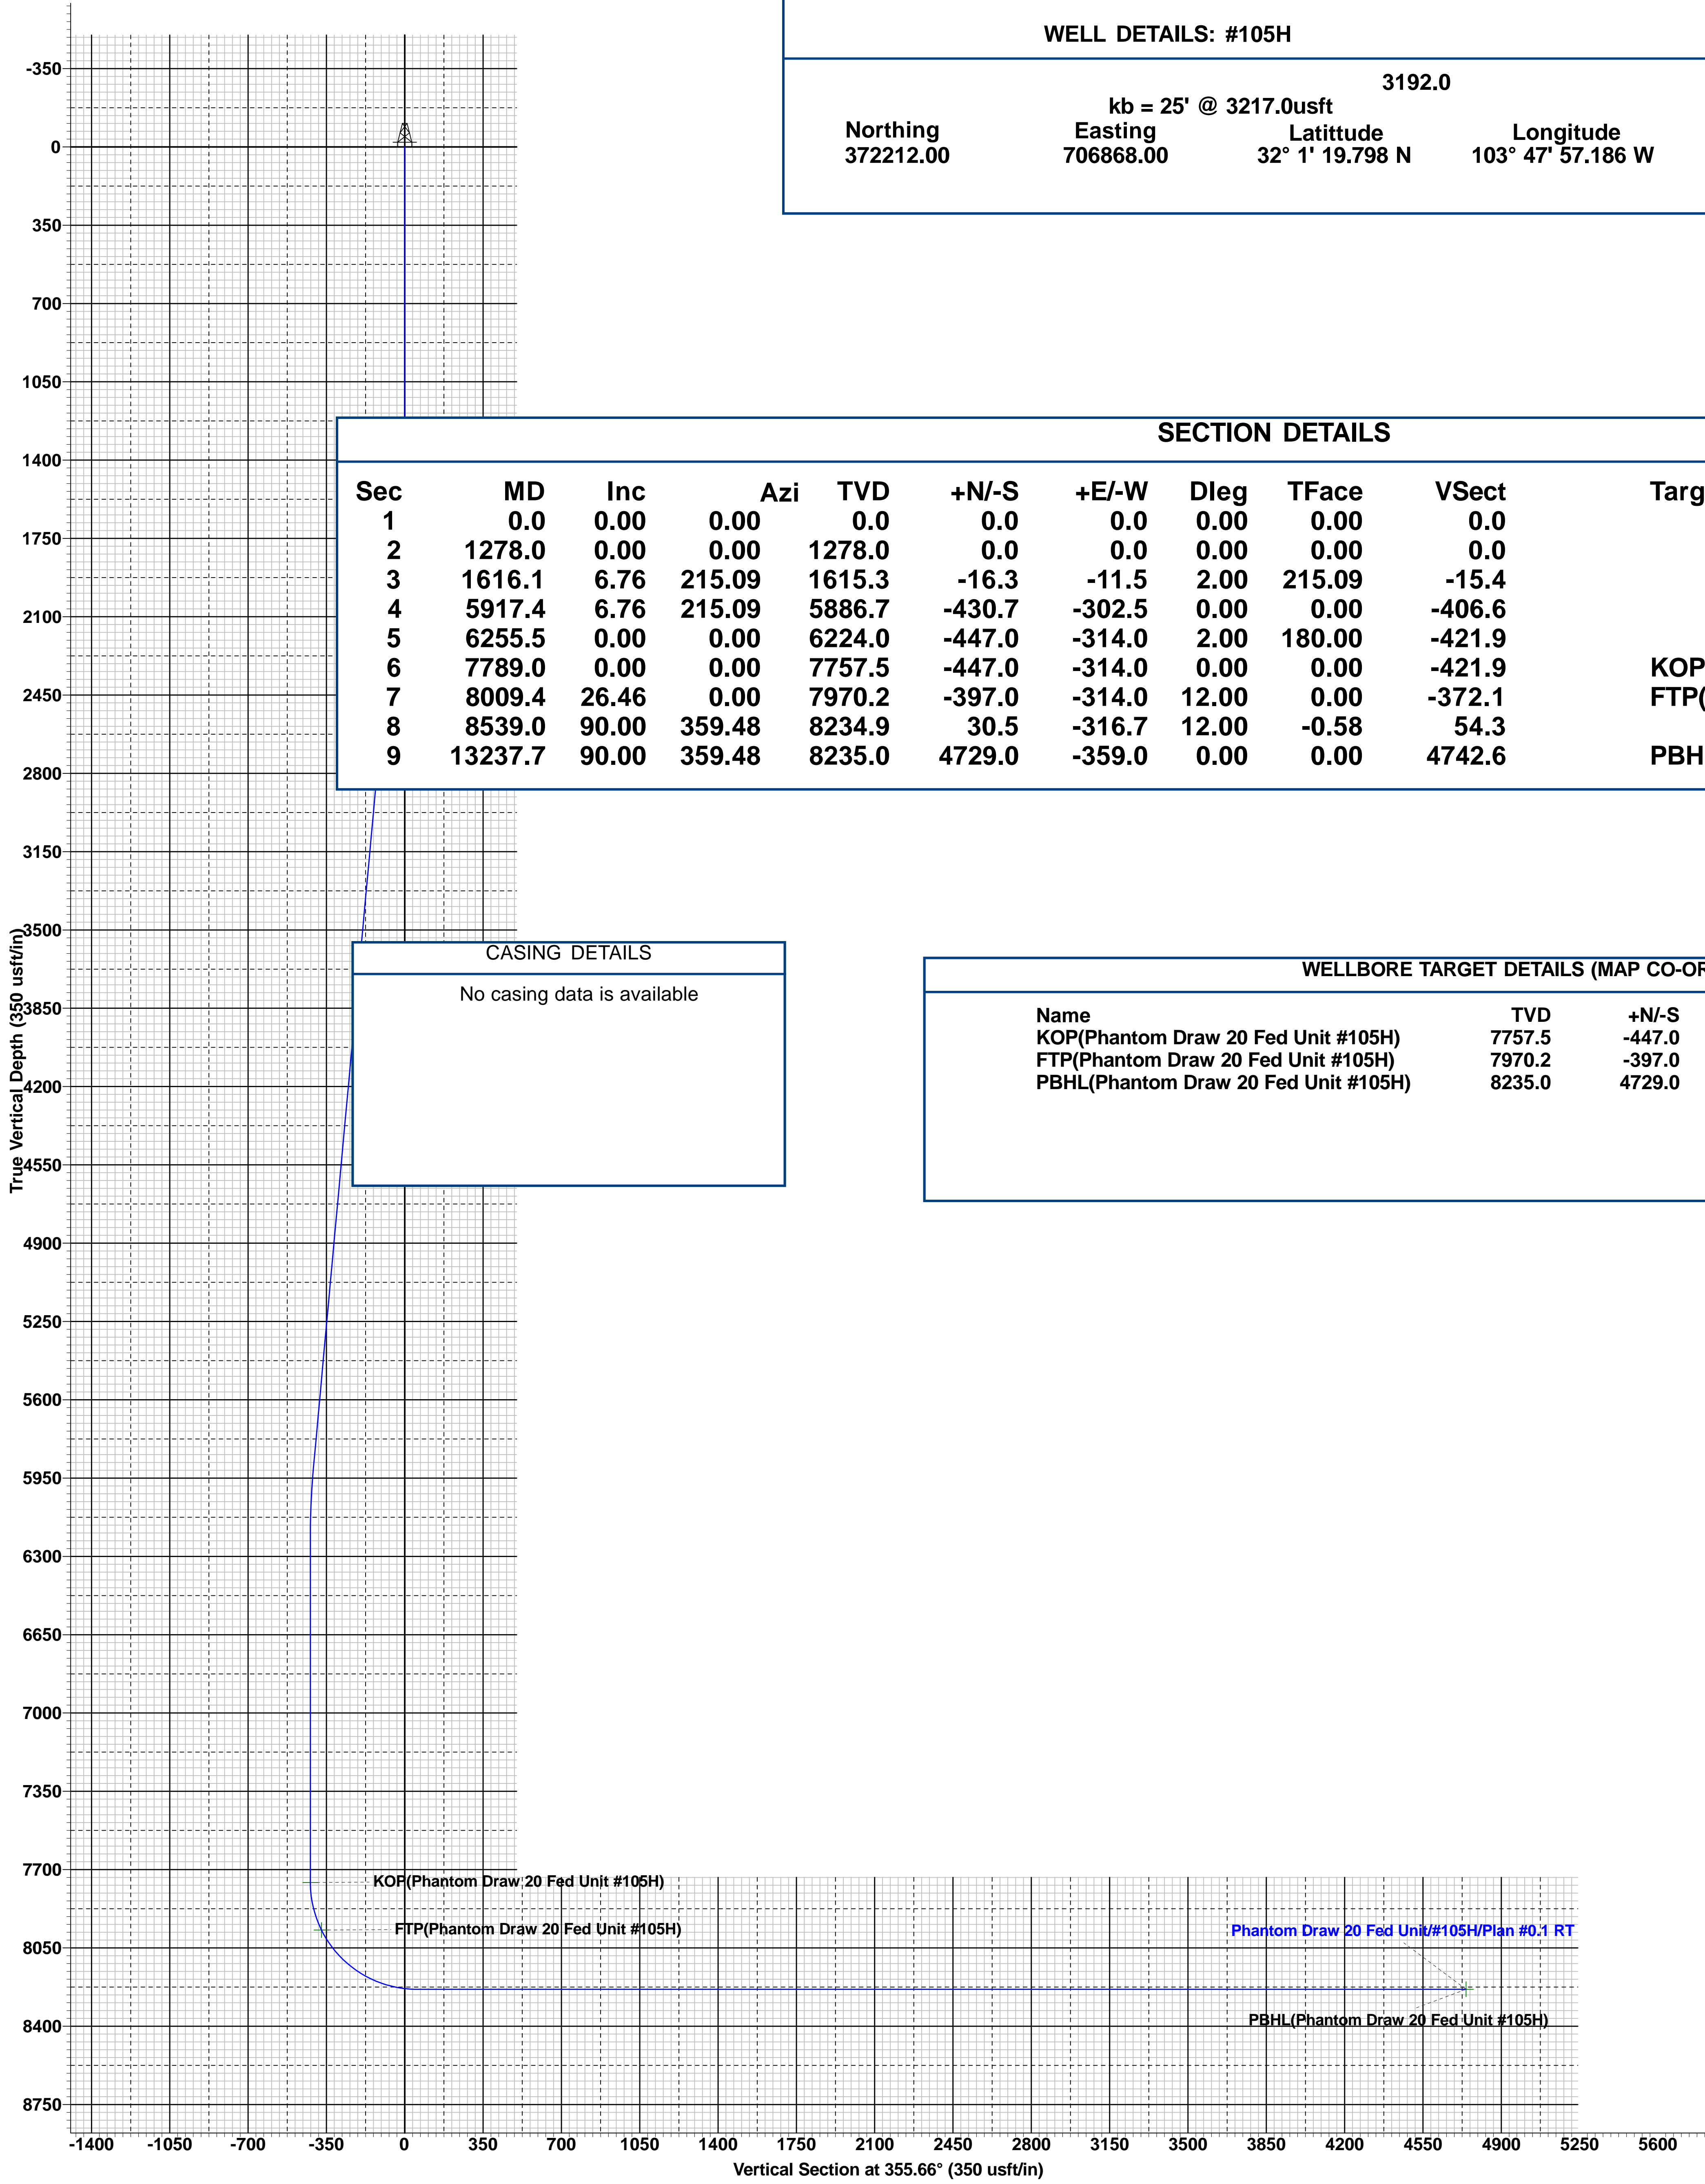 WELL DETAILS: #105H
3192.0
kb = 25' @ 3217.0usft
Northing Easting Latittude Longitude
372212.00 706868.00 32° 1' 19.798 N 103° 47' 57.186 W
SECTION DETAILS
Sec MD Inc Azi TVD +N/-S +E/-W Dleg TFace VSect Targ
1 0.0 0.00 0.00 0.0 0.0 0.0 0.00 0.00 0.0
2 1278.0 0.00 0.00 1278.0 0.0 0.0 0.00 0.00 0.0
3 1616.1 6.76 215.09 1615.3 -16.3 -11.5 2.00 215.09 -15.4
4 5917.4 6.76 215.09 5886.7 -430.7 -302.5 0.00 0.00 -406.6
5 6255.5 0.00 0.00 6224.0 -447.0 -314.0 2.00 180.00 -421.9
6 7789.0 0.00 0.00 7757.5 -447.0 -314.0 0.00 0.00 -421.9 KOP
7 8009.4 26.46 0.00 7970.2 -397.0 -314.0 12.00 0.00 -372.1 FTP(
8 8539.0 90.00 359.48 8234.9 30.5 -316.7 12.00 -0.58 54.3
9 13237.7 90.00 359.48 8235.0 4729.0 -359.0 0.00 0.00 4742.6 PBH
CASING DETAILS
No casing data is available
WELLBORE TARGET DETAILS (MAP CO-OR
Name TVD +N/-S
KOP(Phantom Draw 20 Fed Unit #105H) 7757.5 -447.0
FTP(Phantom Draw 20 Fed Unit #105H) 7970.2 -397.0
PBHL(Phantom Draw 20 Fed Unit #105H) 8235.0 4729.0
True Vertical Depth (350 usft/in)
-350
0
350
700
1050
1400
1750
2100
2450
2800
3150
3500
3850
4200
4550
4900
5250
5600
5950
6300
6650
7000
7350
7700
8050
8400
8750
KOP(Phantom Draw 20 Fed Unit #105H)
FTP(Phantom Draw 20 Fed Unit #105H)
Phantom Draw 20 Fed Unit/#105H/Plan #0.1 RT
PBHL(Phantom Draw 20 Fed Unit #105H)
-1400 -1050 -700 -350 0 350 700 1050 1400 1750 2100 2450 2800 3150 3500 3850 4200 4550 4900 5250 5600
Vertical Section at 355.66° (350 usft/in)